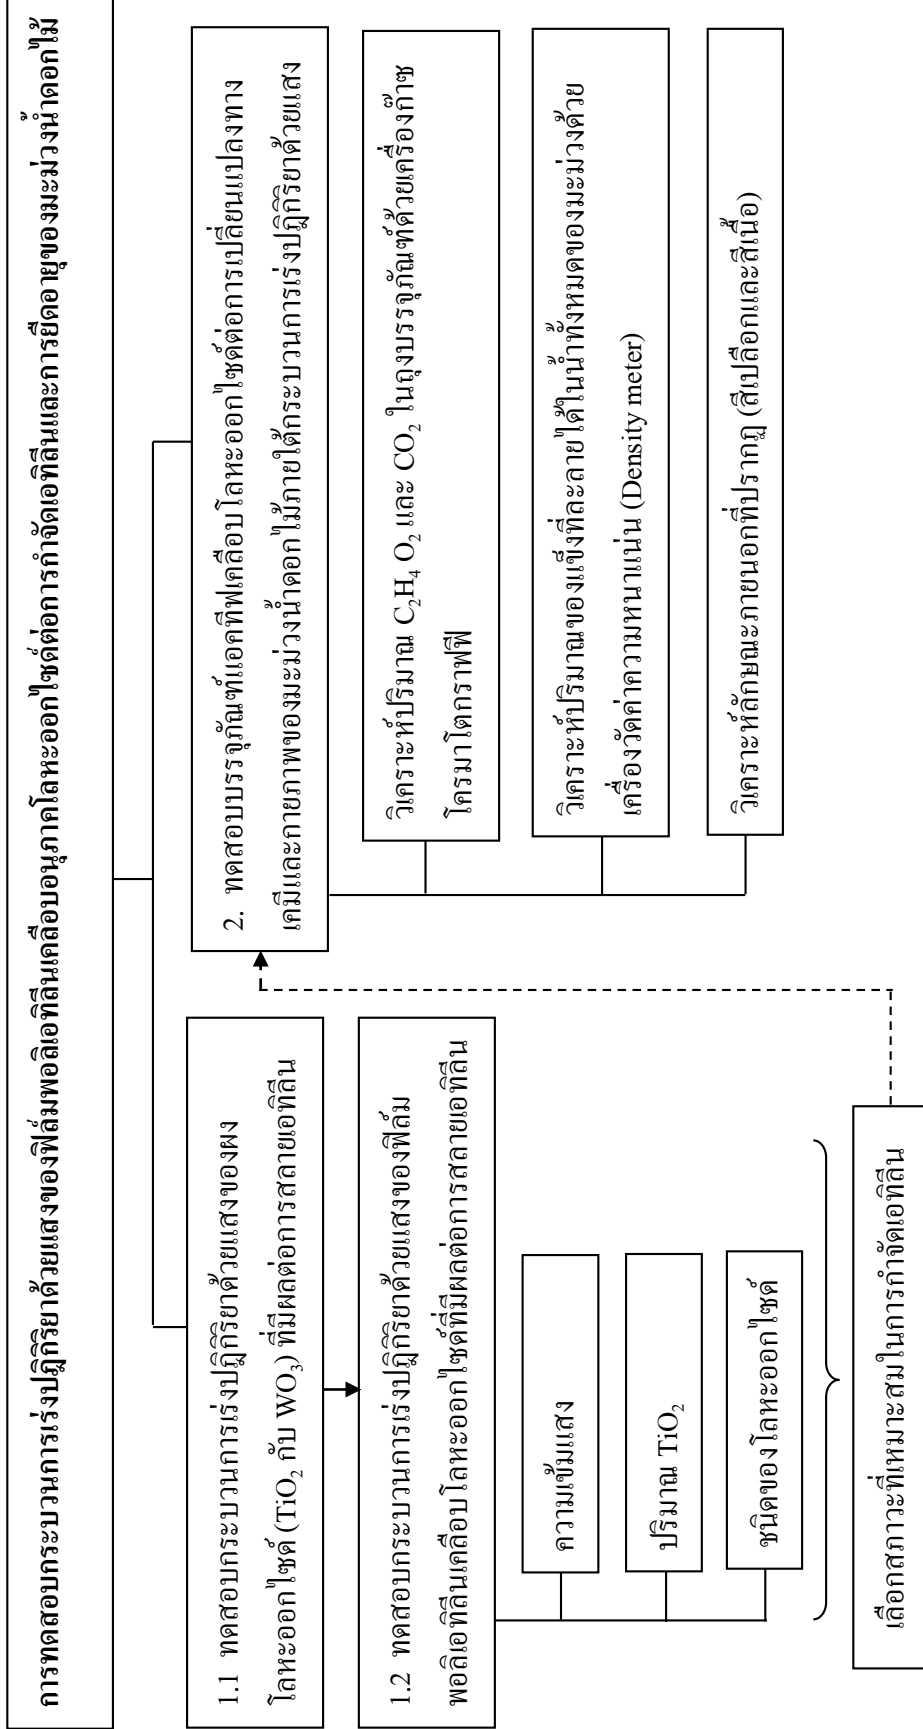 การทดสอบกระบวนการเร่งปฏิกิริยาด้วยแสงของฟิล์มพอลิเอทิลีนเคลือบอนุภาคโลหะออกไซด์ต่อการกำจัดเอทิลีนและการยืดอายุของมะม่วงน้ำดอกไม้
1.1 ทดสอบกระบวนการเร่งปฏิกิริยาด้วยแสงของผง
โลหะออกไซด์ (TiO₂ กับ WO₃) ที่มีผลต่อการสลายเอทิลีน
1.2 ทดสอบกระบวนการเร่งปฏิกิริยาด้วยแสงของฟิล์ม
พอลิเอทิลีนเคลือบโลหะออกไซด์ที่มีผลต่อการสลายเอทิลีน
ความเข้มแสง
ปริมาณ TiO₂
ชนิดของโลหะออกไซด์
เลือกสภาวะที่เหมาะสมในการกำจัดเอทิลีน
2. ทดสอบบรรจุภัณฑ์แอคทีฟเคลือบโลหะออกไซด์ต่อการเปลี่ยนแปลงทาง
เคมีและกายภาพของมะม่วงน้ำดอกไม้ภายใต้กระบวนการเร่งปฏิกิริยาด้วยแสง
วิเคราะห์ปริมาณ C₂H₄ O₂ และ CO₂ ในถุงบรรจุภัณฑ์ด้วยเครื่องก๊าซ
โครมาโตกราฟฟี
วิเคราะห์ปริมาณของแข็งที่ละลายได้ในน้ำทั้งหมดของมะม่วงด้วย
เครื่องวัดค่าความหนาแน่น (Density meter)
วิเคราะห์ลักษณะภายนอกที่ปรากฏ (สีเปลือกและสีเนื้อ)